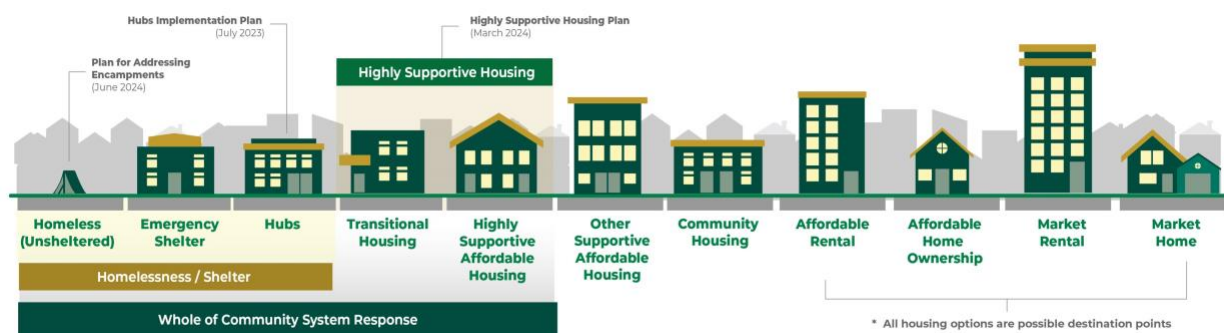 Hubs Implementation Plan
(July 2023)
Highly Supportive Housing Plan
(March 2024)
Plan for Addressing
Encampments
(June 2024)
Highly Supportive Housing
Homeless
(Unsheltered)
Emergency
Shelter
Hubs
Transitional
Housing
Highly
Supportive
Affordable
Housing
Other
Supportive
Affordable
Housing
Community
Housing
Affordable
Rental
Affordable
Home
Ownership
Market
Rental
Market
Home
Homelessness / Shelter
Whole of Community System Response
* All housing options are possible destination points